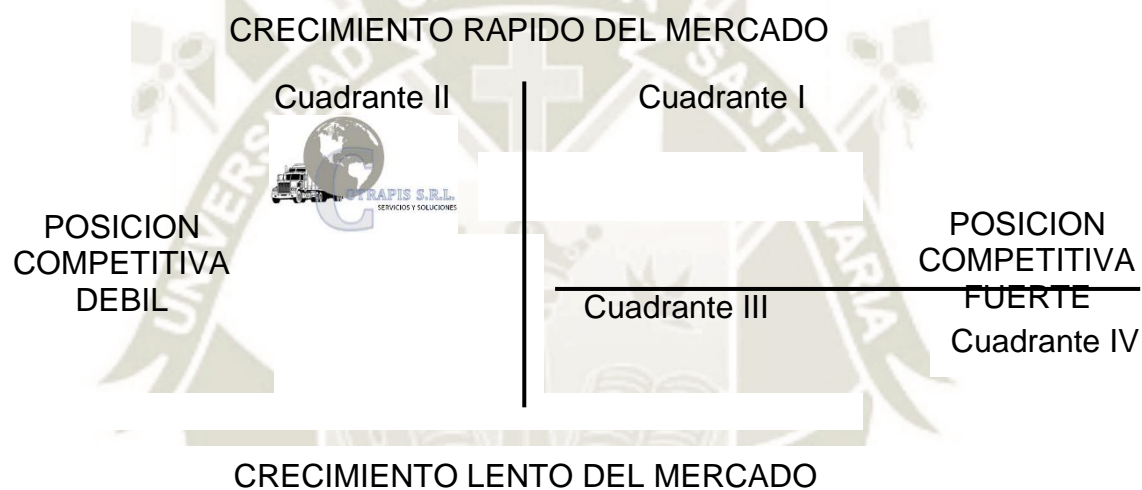 CRECIMIENTO RAPIDO DEL MERCADO
Cuadrante II
Cuadrante I
GTRAPIS S.R.L.
SERVICIOS Y SOLUCIONES
POSICION
COMPETITIVA
DEBIL
POSICION
COMPETITIVA
FUERTE
Cuadrante III
Cuadrante IV
CRECIMIENTO LENTO DEL MERCADO